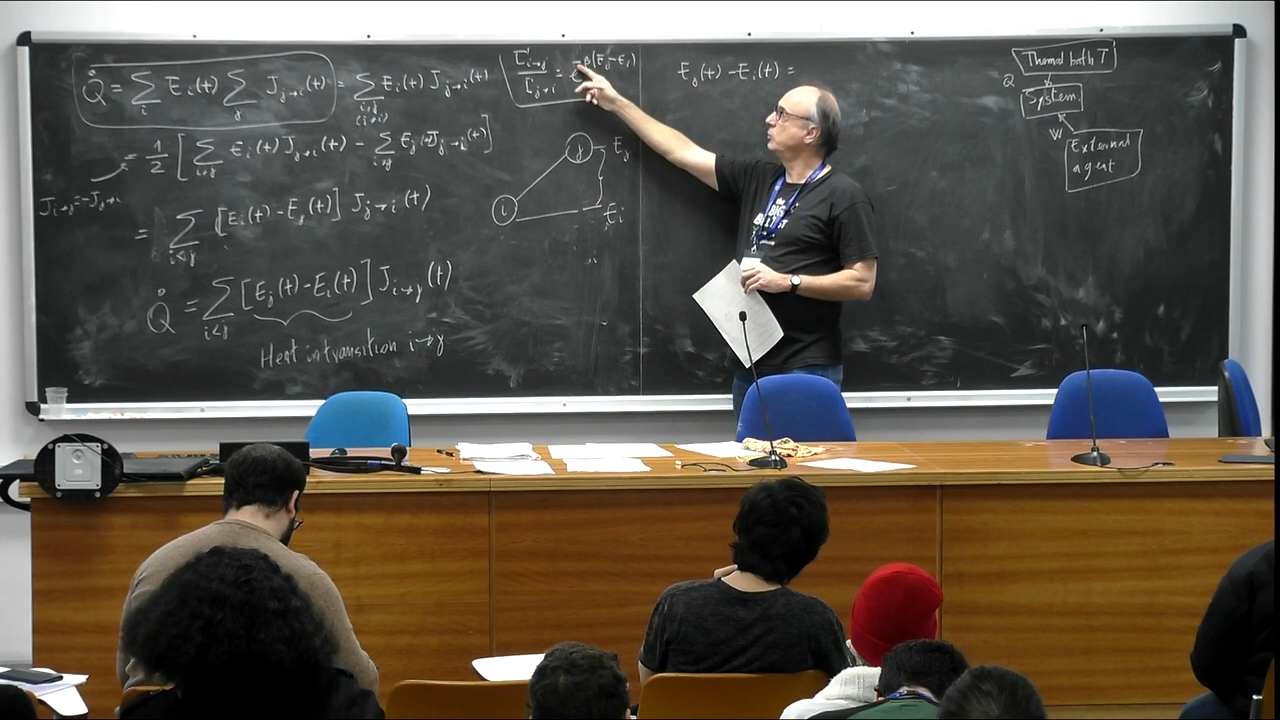 Q̇ = Σ_i E_i(t) Σ_j J_{j→i}(t) = Σ_{i,j (i≠j)} E_i(t) J_{j→i}(t)
= 1/2 [ Σ_{i≠j} E_i(t) J_{j→i}(t) − Σ_{i≠j} E_j(t) J_{j→i}(t) ]
J_{i→j} = −J_{j→i}
= Σ_{i<j} [E_i(t) − E_j(t)] J_{j→i}(t)
Q̇ = Σ_{i<j} [E_j(t) − E_i(t)] J_{i→j}(t)
Heat in transition i→j
Γ_{i→j} / Γ_{j→i} = e^{−β(E_j−E_i)}
j
E_j
i
E_i
E_j(t) − E_i(t) =
Thermal bath T
Q
System
W
External
agent
the
BIG